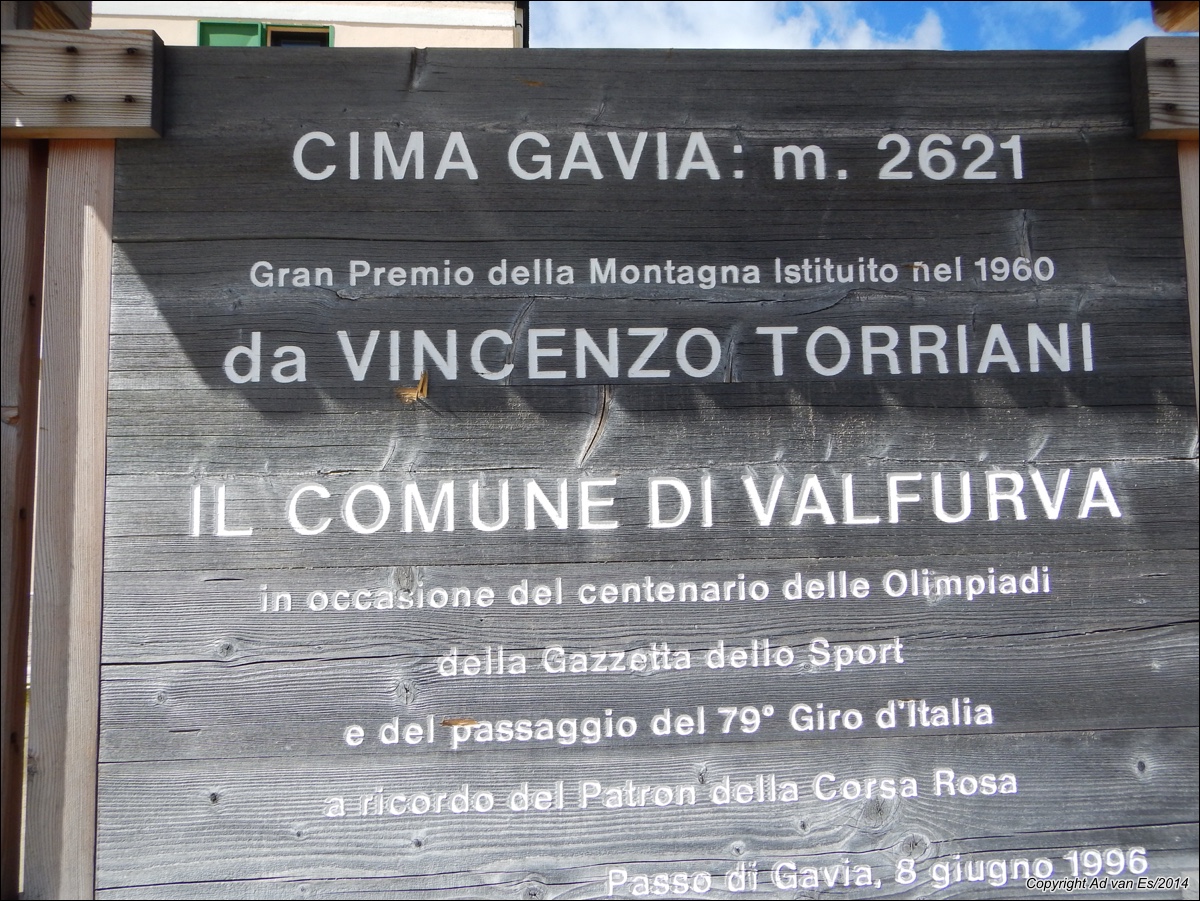 CIMA GAVIA: m. 2621
Gran Premio della Montagna Istituito nel 1960
da VINCENZO TORRIANI
IL COMUNE DI VALFURVA
in occasione del centenario delle Olimpiadi
della Gazzetta dello Sport
e del passaggio del 79° Giro d'Italia
a ricordo del Patron della Corsa Rosa
Passo di Gavia, 8 giugno 1996
Copyright Ad van Es/2014